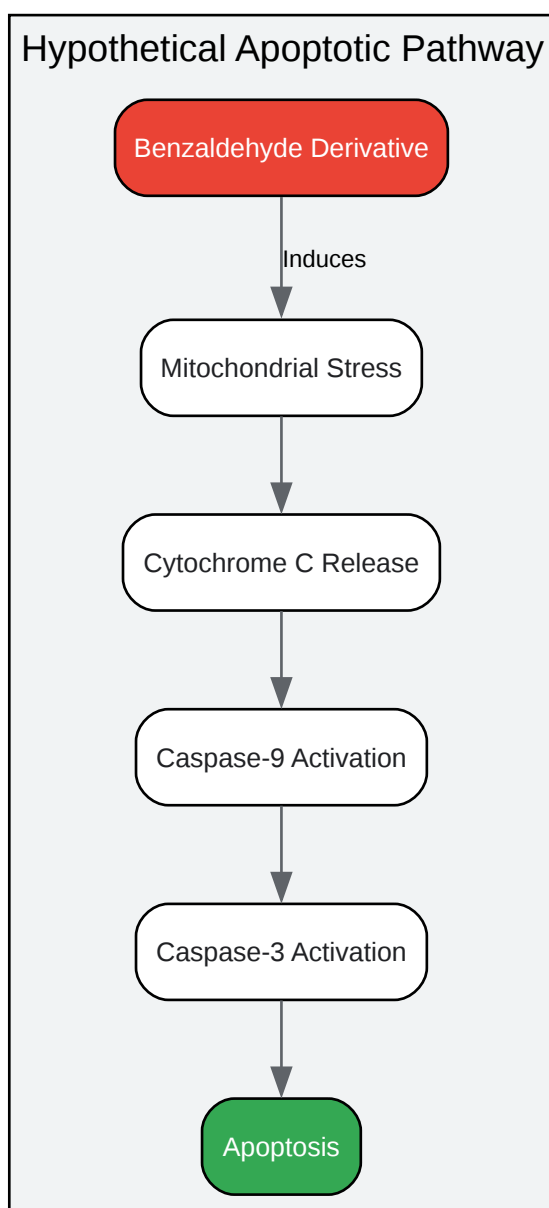 Hypothetical Apoptotic Pathway
Benzaldehyde Derivative
Induces
Mitochondrial Stress
Cytochrome C Release
Caspase-9 Activation
Caspase-3 Activation
Apoptosis